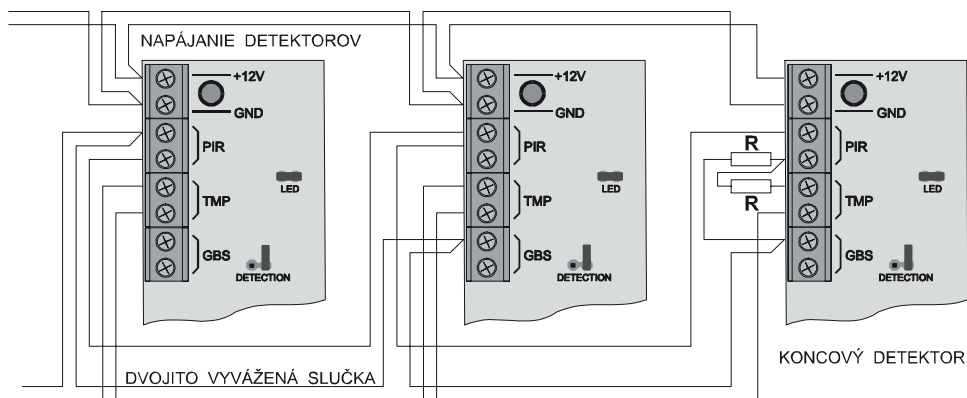 NAPÁJANIE DETEKTOROV
+12V
GND
PIR
TMP
GBS
LED
DETECTION
+12V
GND
PIR
TMP
GBS
LED
DETECTION
+12V
GND
PIR
TMP
GBS
LED
DETECTION
R
R
DVOJITO VYVÁŽENÁ SLUČKA
KONCOVÝ DETEKTOR